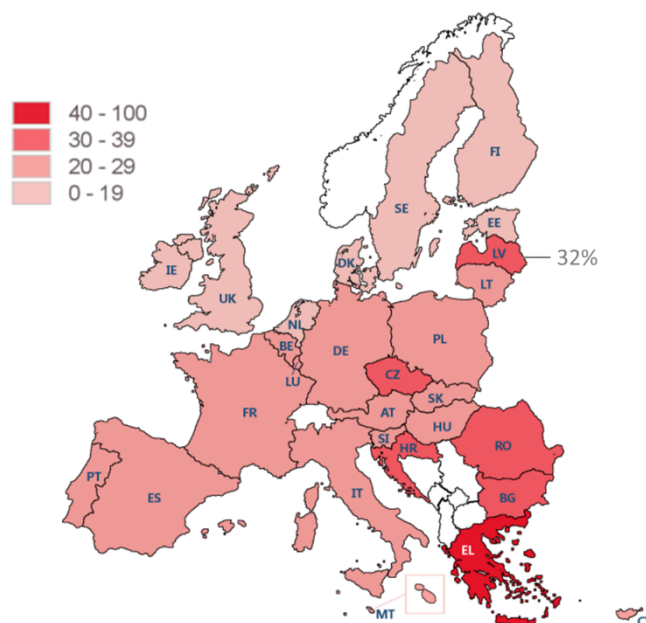 40 - 100
30 - 39
20 - 29
0 - 19
FI
SE
EE
LV
32%
LT
DK
IE
UK
NL
BE
DE
PL
LU
CZ
SK
FR
AT
HU
SI
HR
RO
PT
ES
IT
BG
EL
MT